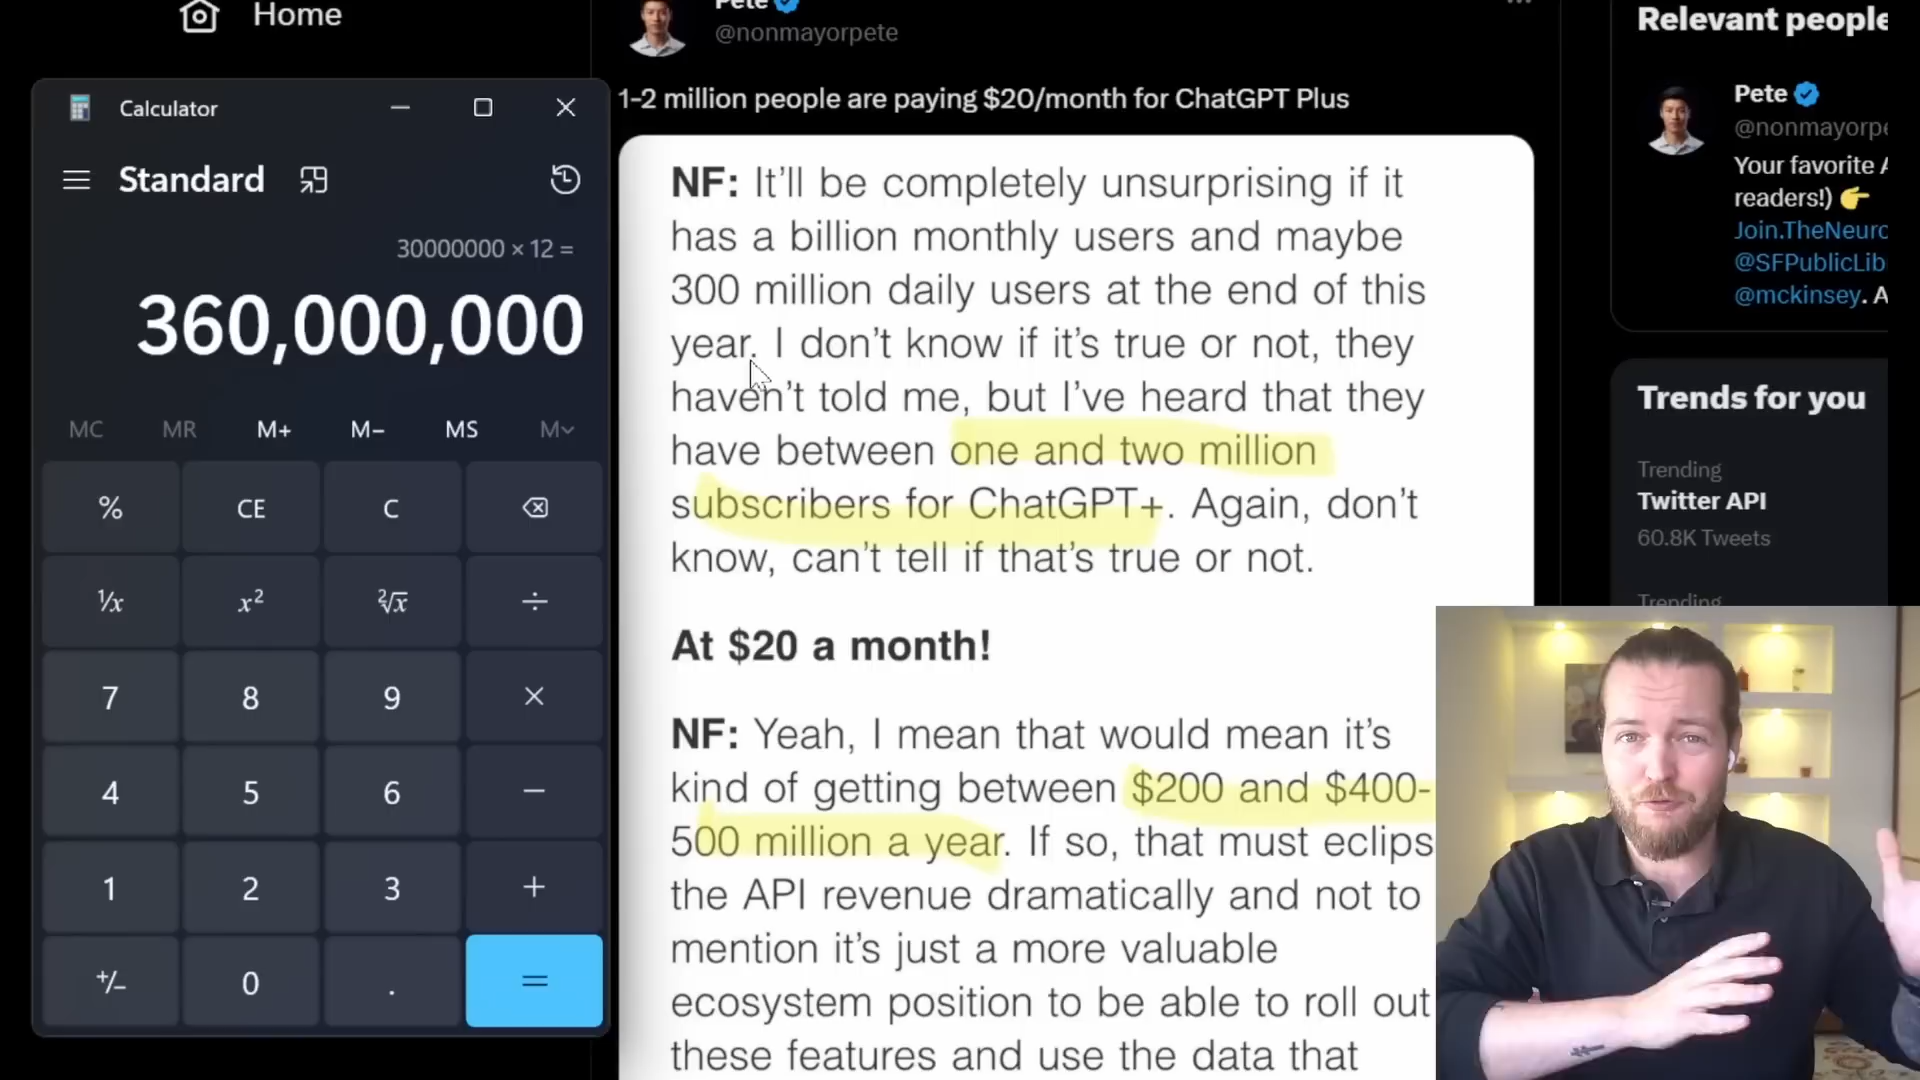 Home
Pete
@nonmayorpete
1-2 million people are paying $20/month for ChatGPT Plus
Calculator
Standard
30000000 × 12 =
360,000,000
MC MR M+ M− MS M
% CE C
¹/x x² ²√x ÷
7 8 9 ×
4 5 6 −
1 2 3 +
+/− 0 . =
NF: It’ll be completely unsurprising if it
has a billion monthly users and maybe
300 million daily users at the end of this
year. I don’t know if it’s true or not, they
haven’t told me, but I’ve heard that they
have between one and two million
subscribers for ChatGPT+. Again, don’t
know, can’t tell if that’s true or not.
At $20 a month!
NF: Yeah, I mean that would mean it’s
kind of getting between $200 and $400-
500 million a year. If so, that must eclips
the API revenue dramatically and not to
mention it’s just a more valuable
ecosystem position to be able to roll out
these features and use the data that
Relevant people
Pete
@nonmayorpe
Your favorite A
readers!)
Join.TheNeuro
@SFPublicLib
@mckinsey. A
Trends for you
Trending
Twitter API
60.8K Tweets
Trending